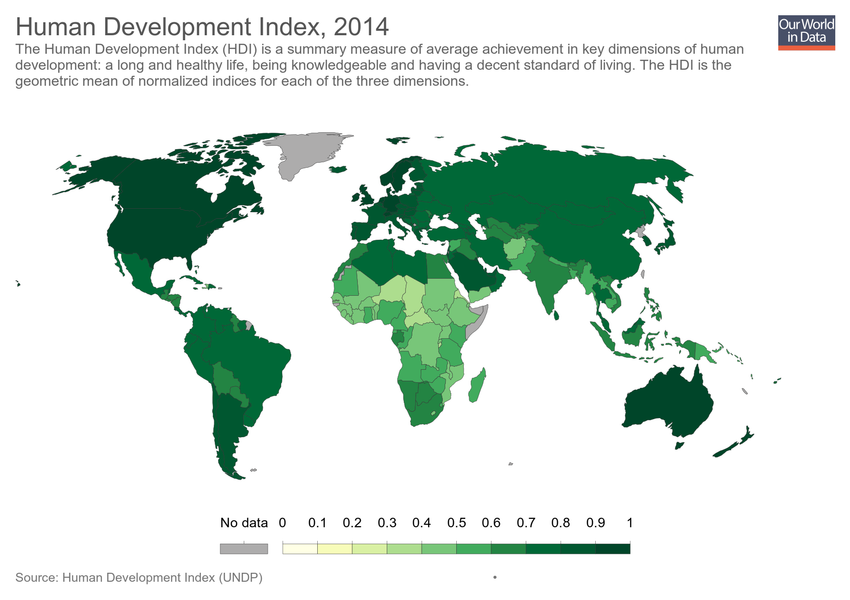 Human Development Index, 2014
Our World
in Data
The Human Development Index (HDI) is a summary measure of average achievement in key dimensions of human
development: a long and healthy life, being knowledgeable and having a decent standard of living. The HDI is the
geometric mean of normalized indices for each of the three dimensions.
No data 0 0.1 0.2 0.3 0.4 0.5 0.6 0.7 0.8 0.9 1
Source: Human Development Index (UNDP) •